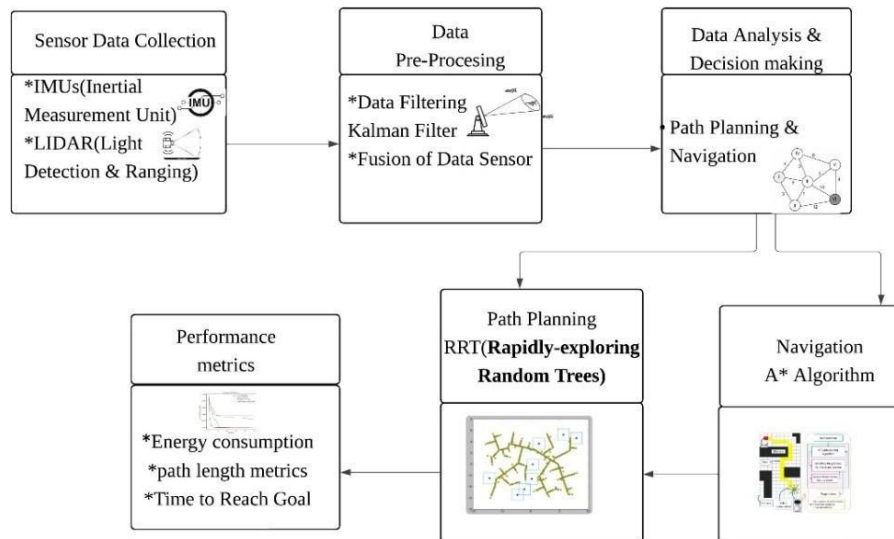 Sensor Data Collection
*IMUs(Inertial
Measurement Unit)
IMU
*LIDAR(Light
Detection & Ranging)
Data
Pre-Procesing
*Data Filtering
Kalman Filter
*Fusion of Data Sensor
Data Analysis &
Decision making
• Path Planning &
Navigation
Path Planning
RRT(Rapidly-exploring
Random Trees)
Navigation
A* Algorithm
Performance
metrics
*Energy consumption
*path length metrics
*Time to Reach Goal